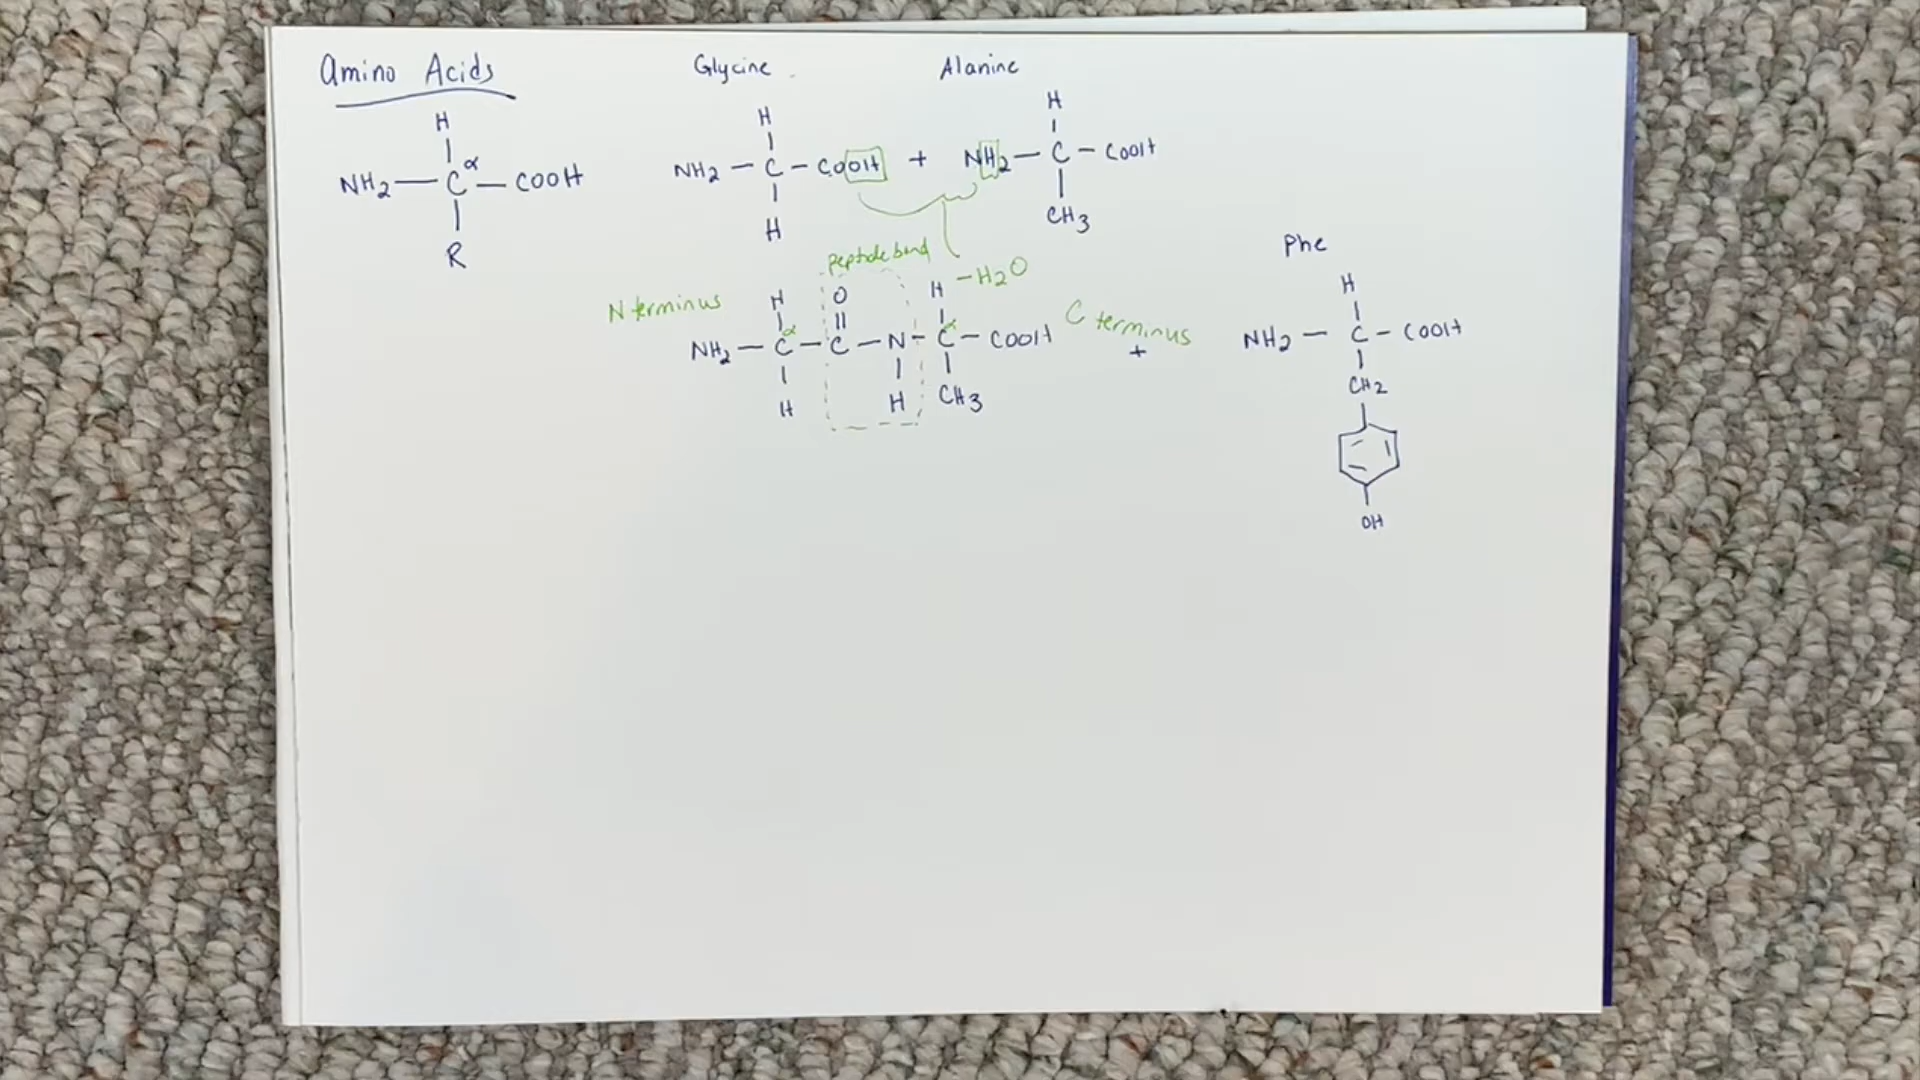 Amino Acids
H
NH2 — C α — COOH
R
Glycine
H
NH2 — C — COOH
H
+
Alanine
H
NH2 — C — COOH
CH3
peptide bond
-H2O
N terminus
H O H
NH2 — C α — C — N — C α — COOH
H H CH3
C terminus
+
Phe
H
NH2 — C — COOH
CH2
OH